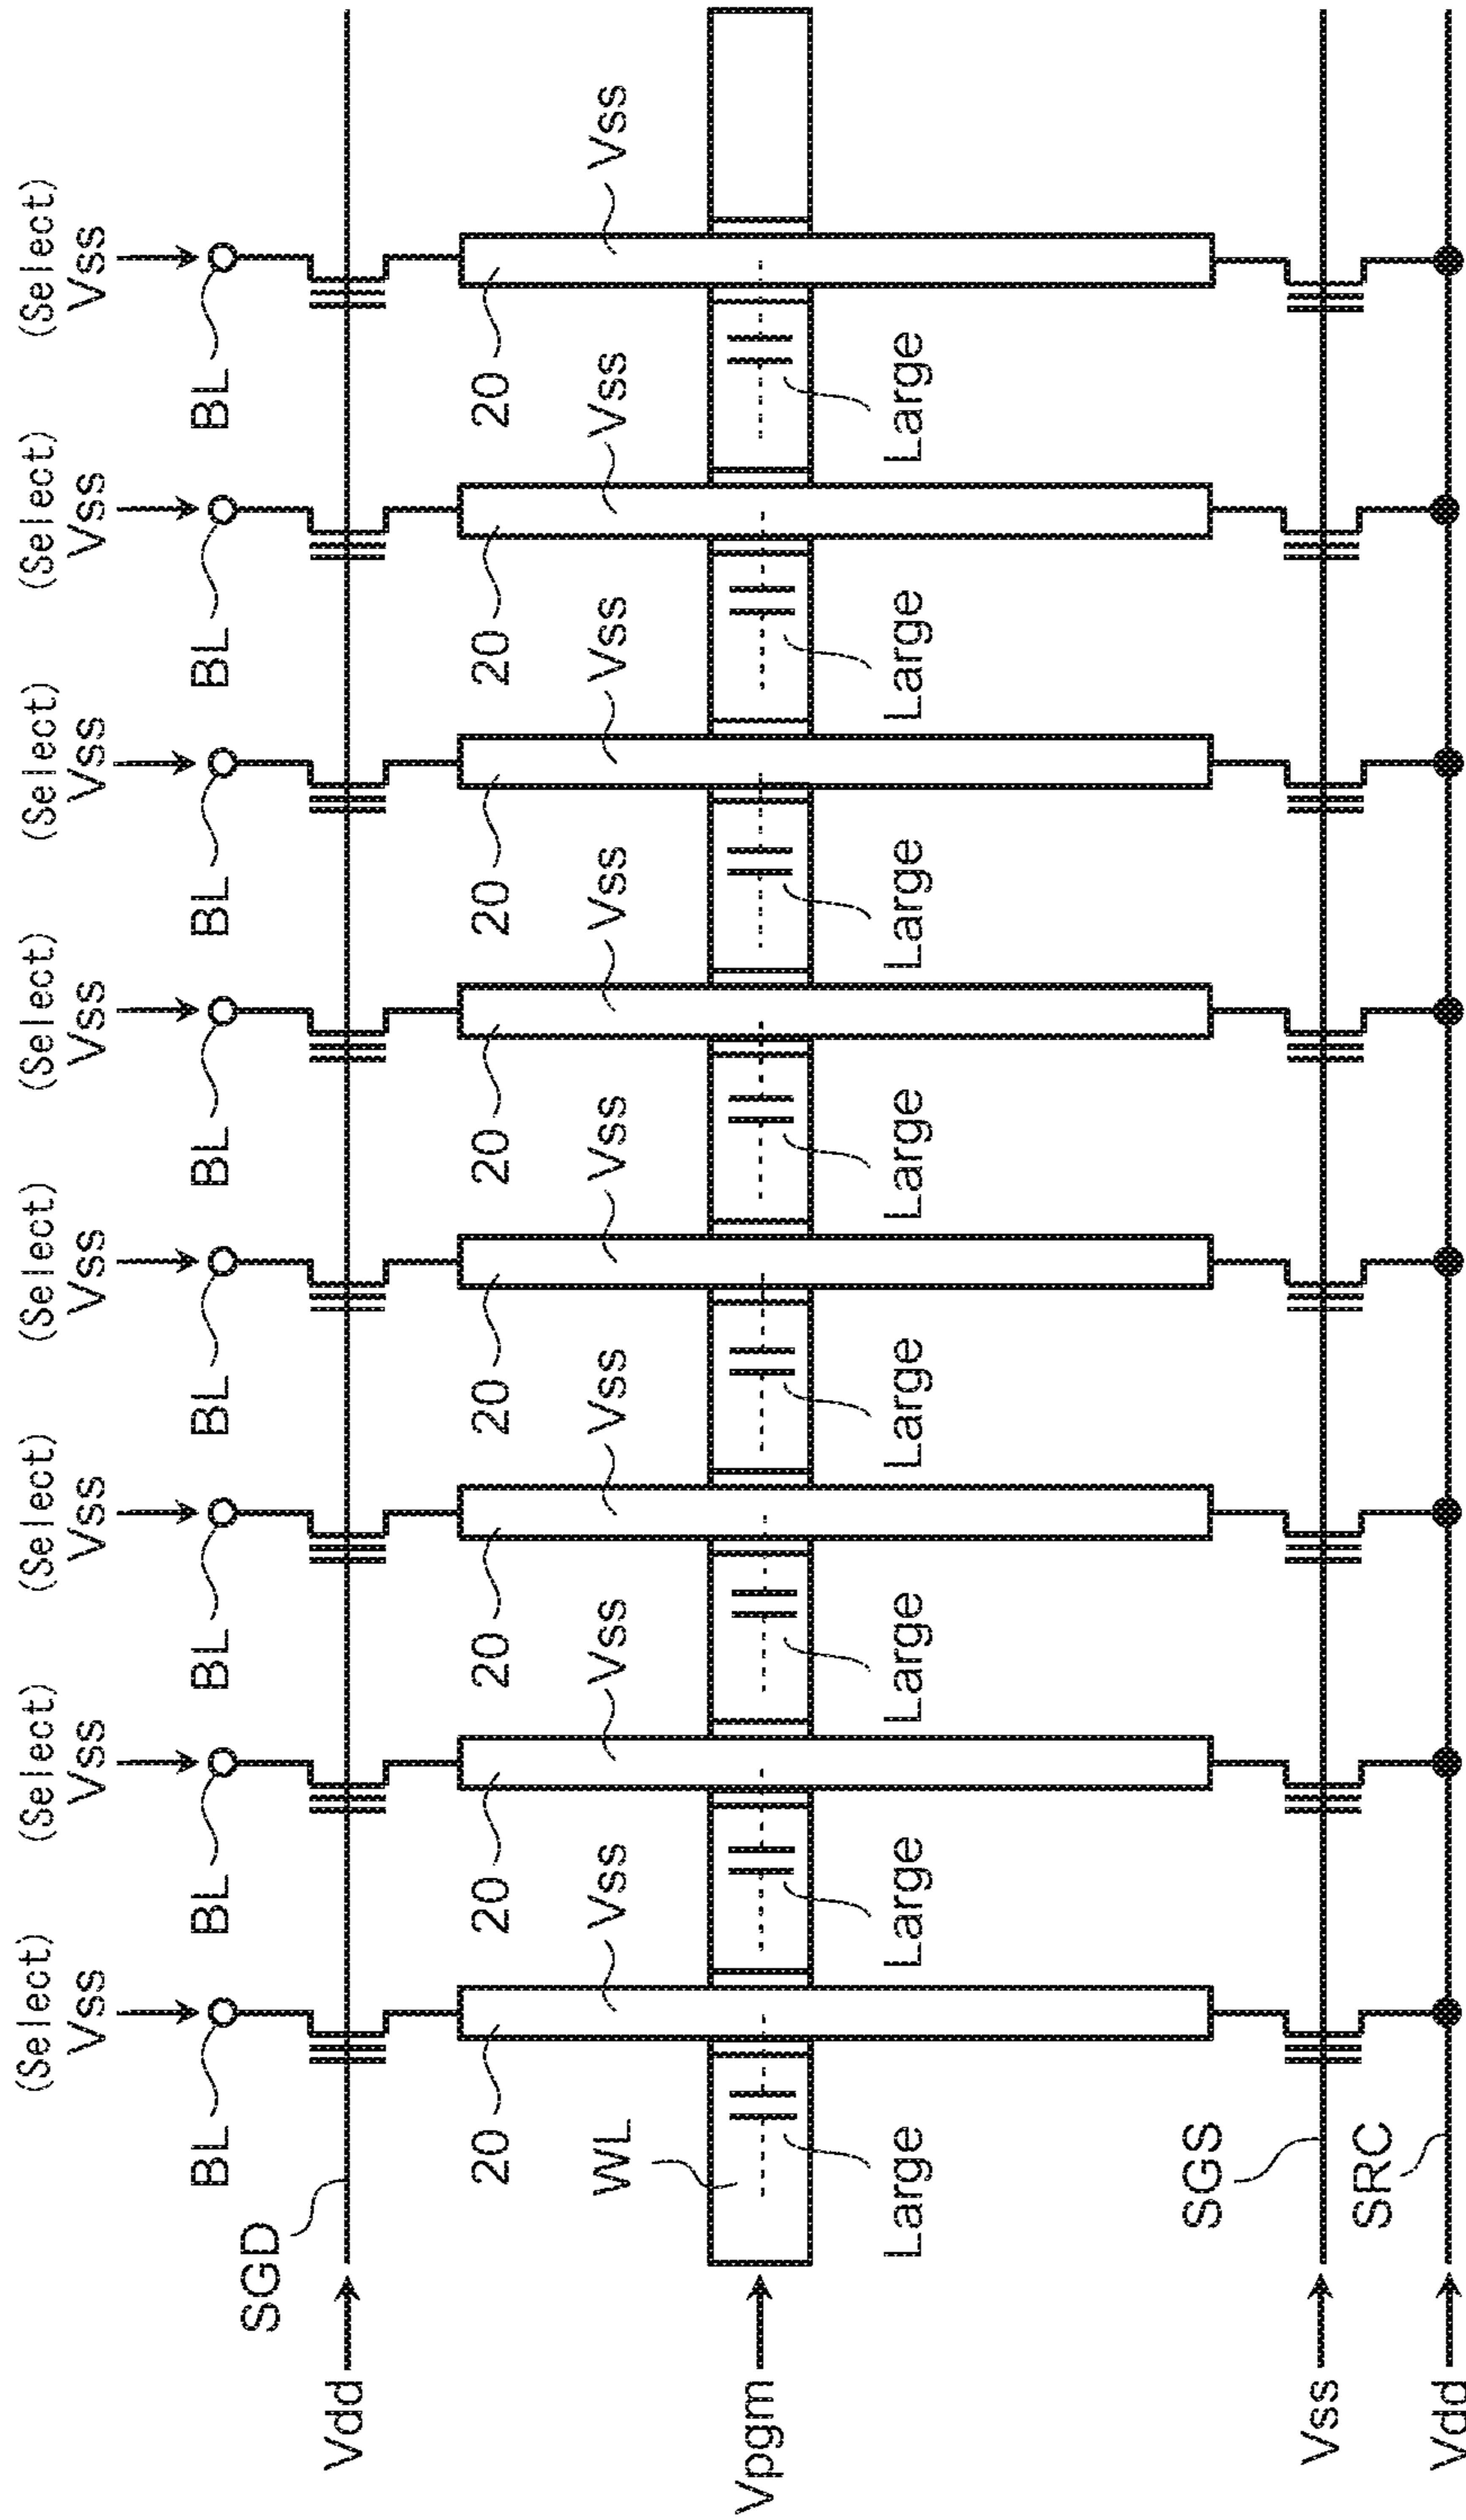 (Select) (Select) (Select) (Select) (Select) (Select) (Select) (Select)
Vss Vss Vss Vss Vss Vss Vss Vss
BL BL BL BL BL BL BL BL
SGD
Vdd
20 20 20 20 20 20 20 20
WL Vss Vss Vss Vss Vss Vss Vss Vss
Vpgm
Large Large Large Large Large Large Large Large
SGS
Vss
SRC
Vdd